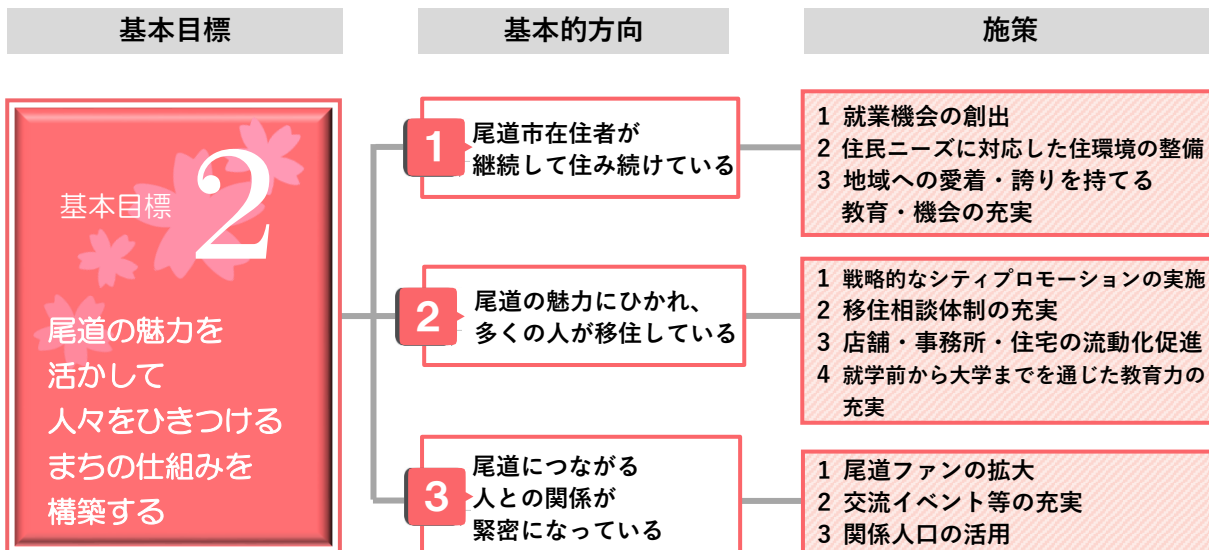 基本目標
基本的方向
施策
基本目標
2
尾道の魅力を
活かして
人々をひきつける
まちの仕組みを
構築する
1
尾道市在住者が
継続して住み続けている
1 就業機会の創出
2 住民ニーズに対応した住環境の整備
3 地域への愛着・誇りを持てる
教育・機会の充実
2
尾道の魅力にひかれ、
多くの人が移住している
1 戦略的なシティプロモーションの実施
2 移住相談体制の充実
3 店舗・事務所・住宅の流動化促進
4 就学前から大学までを通じた教育力の
充実
3
尾道につながる
人との関係が
緊密になっている
1 尾道ファンの拡大
2 交流イベント等の充実
3 関係人口の活用